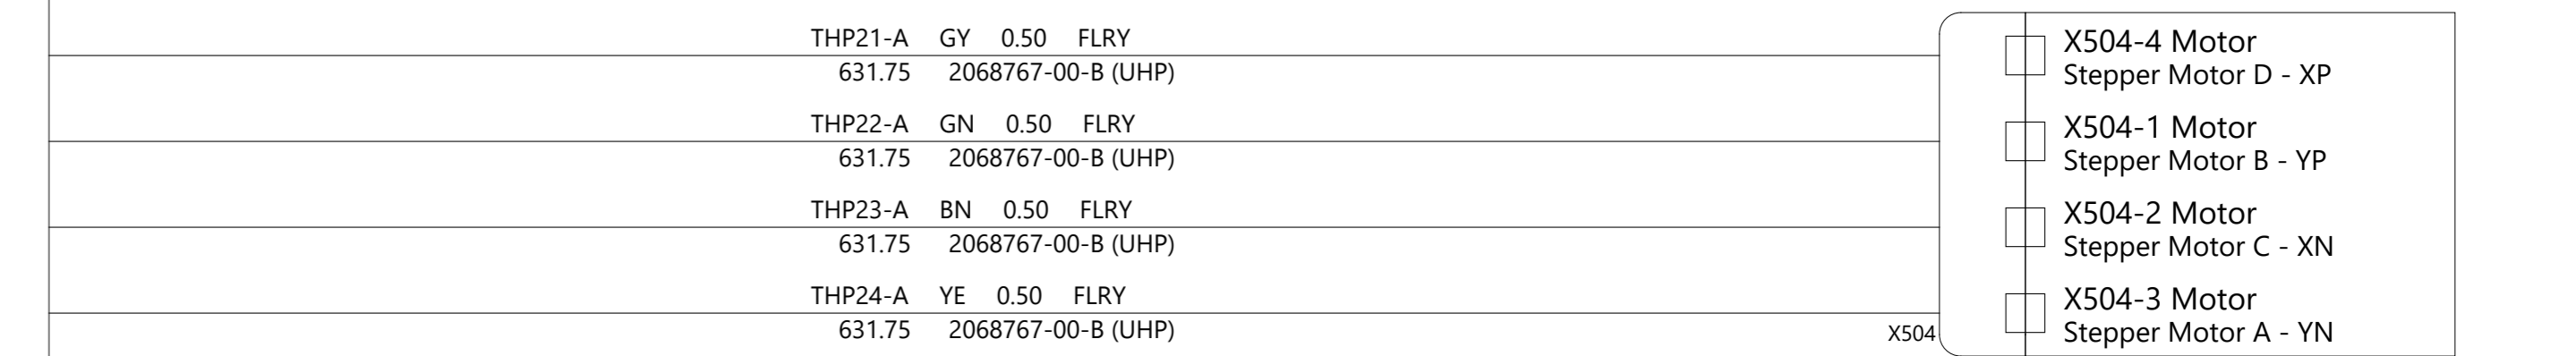 THP21-A GY 0.50 FLRY
631.75 2068767-00-B (UHP)
X504-4 Motor
Stepper Motor D - XP
THP22-A GN 0.50 FLRY
631.75 2068767-00-B (UHP)
X504-1 Motor
Stepper Motor B - YP
THP23-A BN 0.50 FLRY
631.75 2068767-00-B (UHP)
X504-2 Motor
Stepper Motor C - XN
THP24-A YE 0.50 FLRY
631.75 2068767-00-B (UHP)
X504
X504-3 Motor
Stepper Motor A - YN